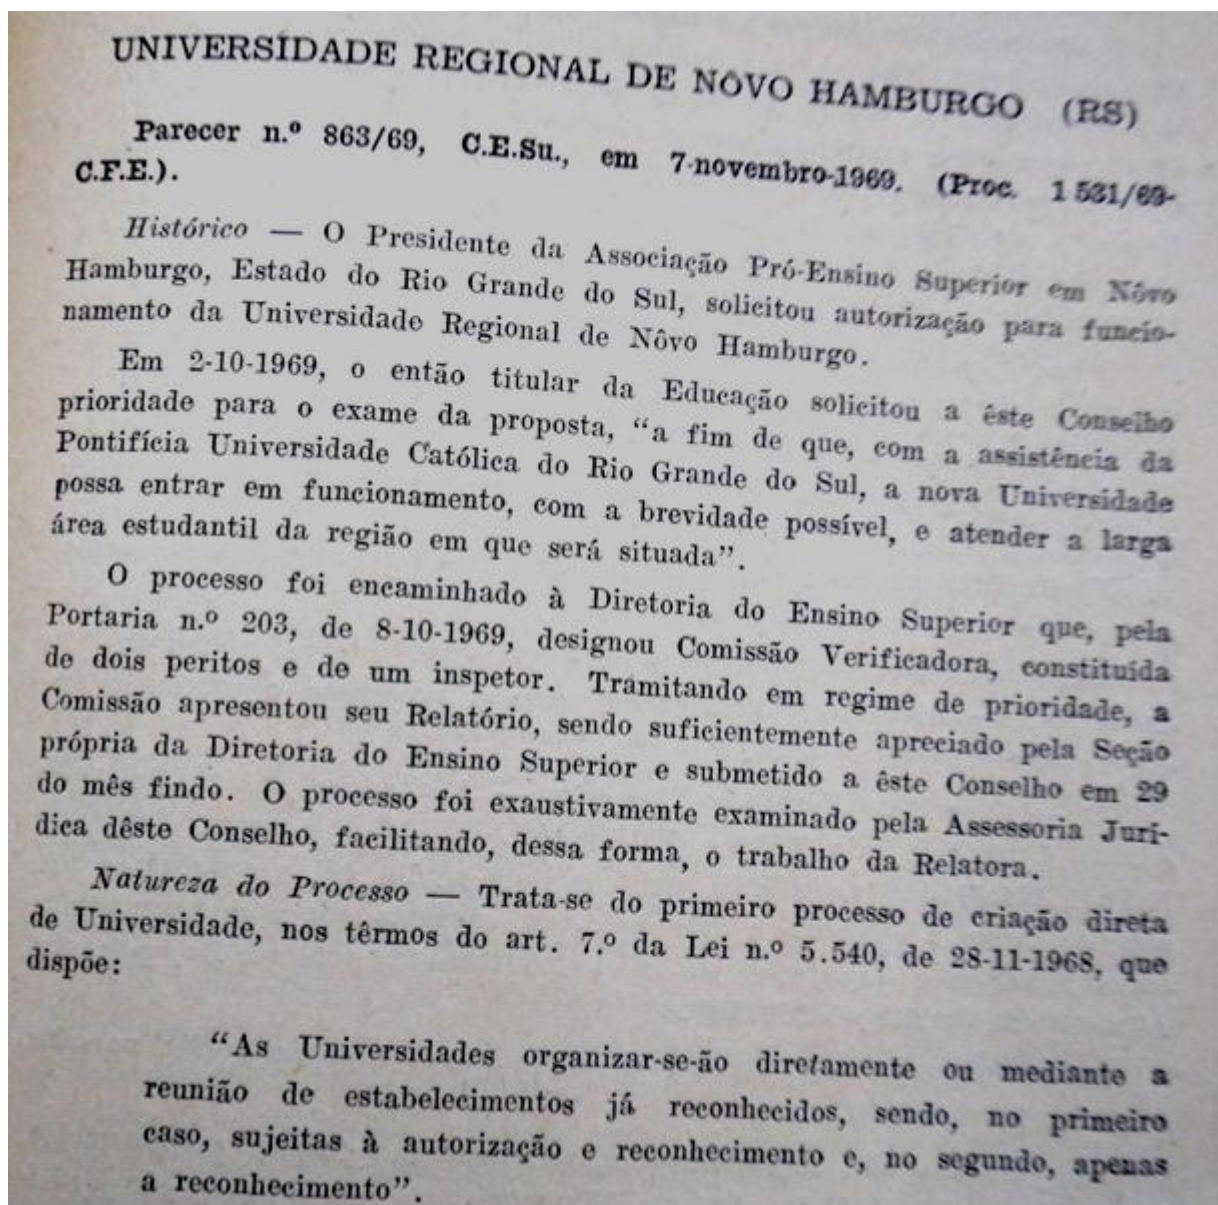 UNIVERSIDADE REGIONAL DE NÔVO HAMBURGO (RS)
Parecer n.º 863/69, C.E.Su., em 7-novembro-1969. (Proc. 1 531/69-
C.F.E.).
Histórico — O Presidente da Associação Pró-Ensino Superior em Nôvo
Hamburgo, Estado do Rio Grande do Sul, solicitou autorização para funcio-
namento da Universidade Regional de Nôvo Hamburgo.
Em 2-10-1969, o então titular da Educação solicitou a êste Conselho
prioridade para o exame da proposta, “a fim de que, com a assistência da
Pontifícia Universidade Católica do Rio Grande do Sul, a nova Universidade
possa entrar em funcionamento, com a brevidade possível, e atender a larga
área estudantil da região em que será situada”.
O processo foi encaminhado à Diretoria do Ensino Superior que, pela
Portaria n.º 203, de 8-10-1969, designou Comissão Verificadora, constituída
de dois peritos e de um inspetor. Tramitando em regime de prioridade, a
Comissão apresentou seu Relatório, sendo suficientemente apreciado pela Seção
própria da Diretoria do Ensino Superior e submetido a êste Conselho em 29
do mês findo. O processo foi exaustivamente examinado pela Assessoria Jurí-
dica dêste Conselho, facilitando, dessa forma, o trabalho da Relatora.
Natureza do Processo — Trata-se do primeiro processo de criação direta
de Universidade, nos têrmos do art. 7.º da Lei n.º 5.540, de 28-11-1968, que
dispõe:
“As Universidades organizar-se-ão diretamente ou mediante a
reunião de estabelecimentos já reconhecidos, sendo, no primeiro
caso, sujeitas à autorização e reconhecimento e, no segundo, apenas
a reconhecimento”.